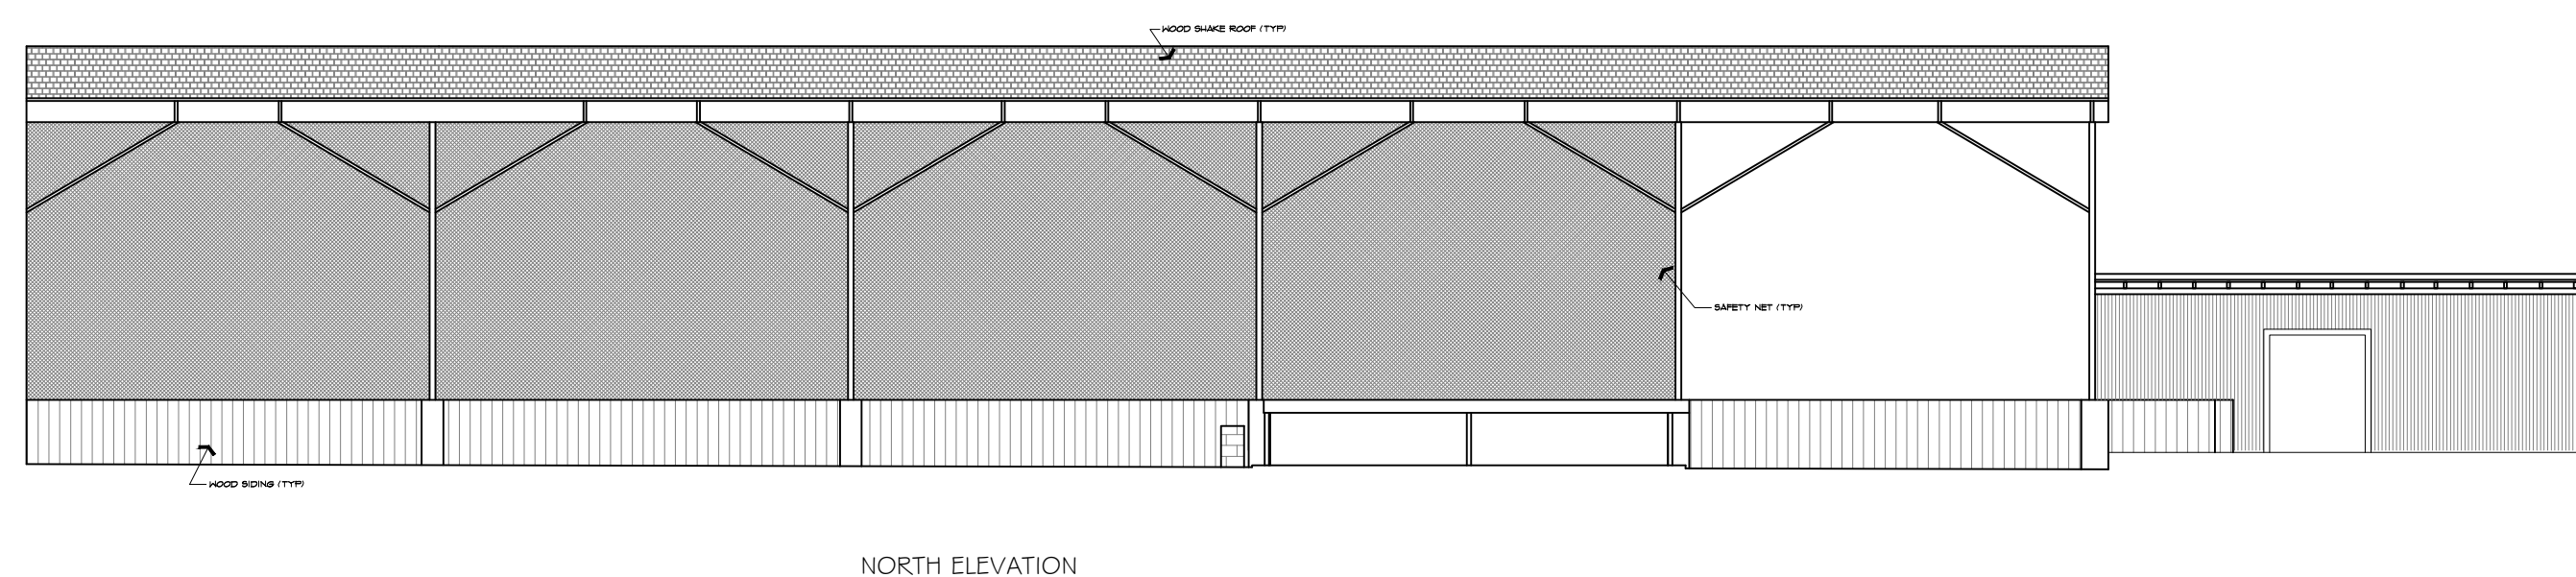 WOOD SHAKE ROOF (TYP)
SAFETY NET (TYP)
WOOD SIDING (TYP)
NORTH ELEVATION